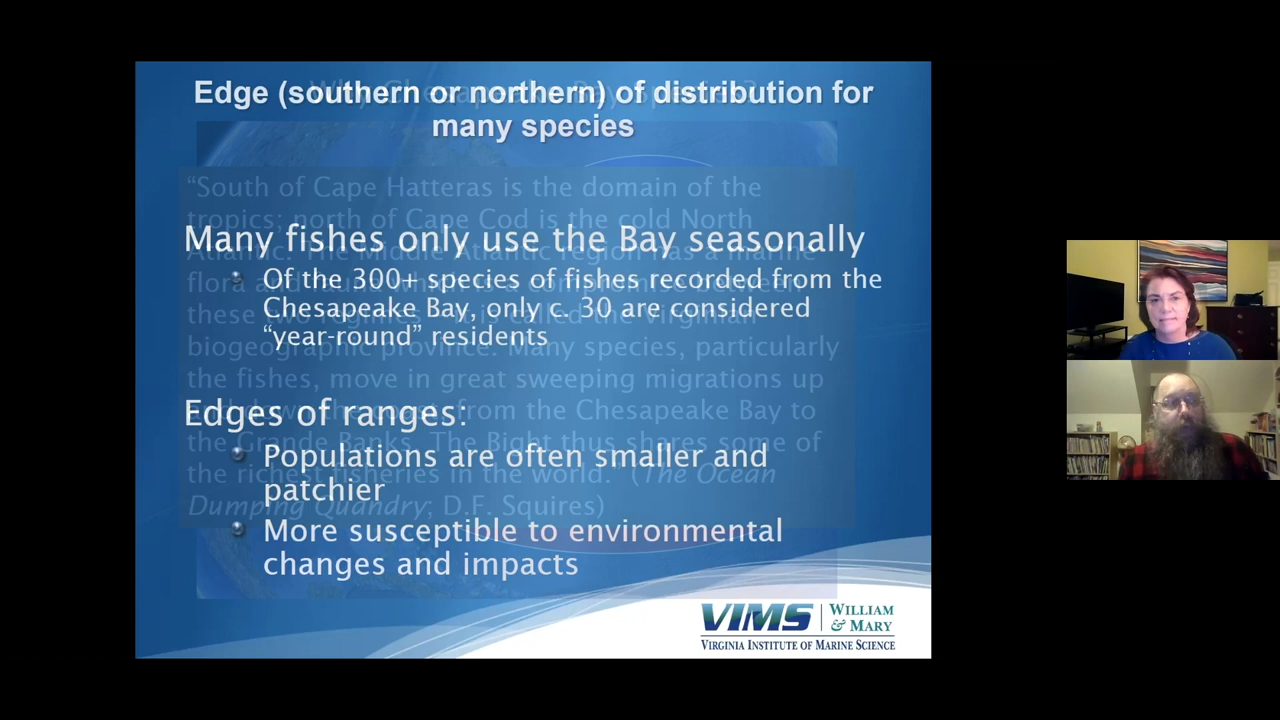 Edge (southern or northern) of distribution for
many species
Many fishes only use the Bay seasonally
Of the 300+ species of fishes recorded from the
Chesapeake Bay, only c. 30 are considered
“year-round” residents
Edges of ranges:
Populations are often smaller and
patchier
More susceptible to environmental
changes and impacts
“South of Cape Hatteras is the domain of the
tropics; north of Cape Cod is the cold North
Atlantic. The Middle Atlantic region has a marine
flora and
these two
called the Virginian
biogeographic province. Many species, particularly
the fishes, move in great sweeping migrations up
and down the coast from the Chesapeake Bay to
the Grande Banks. The Bight thus shares some of
the richest fisheries in the world.” (The Ocean
Dumping Quandry; D.F. Squires)
VIMS
WILLIAM
& MARY
VIRGINIA INSTITUTE OF MARINE SCIENCE